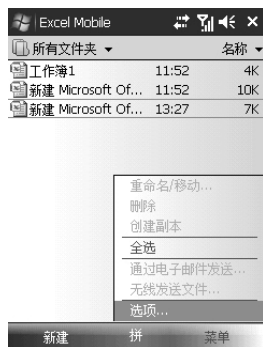 Excel Mobile
所有文件夹 名称
工作簿1 11:52 4K
新建 Microsoft Of... 11:52 10K
新建 Microsoft Of... 13:27 7K
重命名/移动...
删除
创建副本
全选
通过电子邮件发送...
无线发送文件...
选项...
新建 拼 菜单